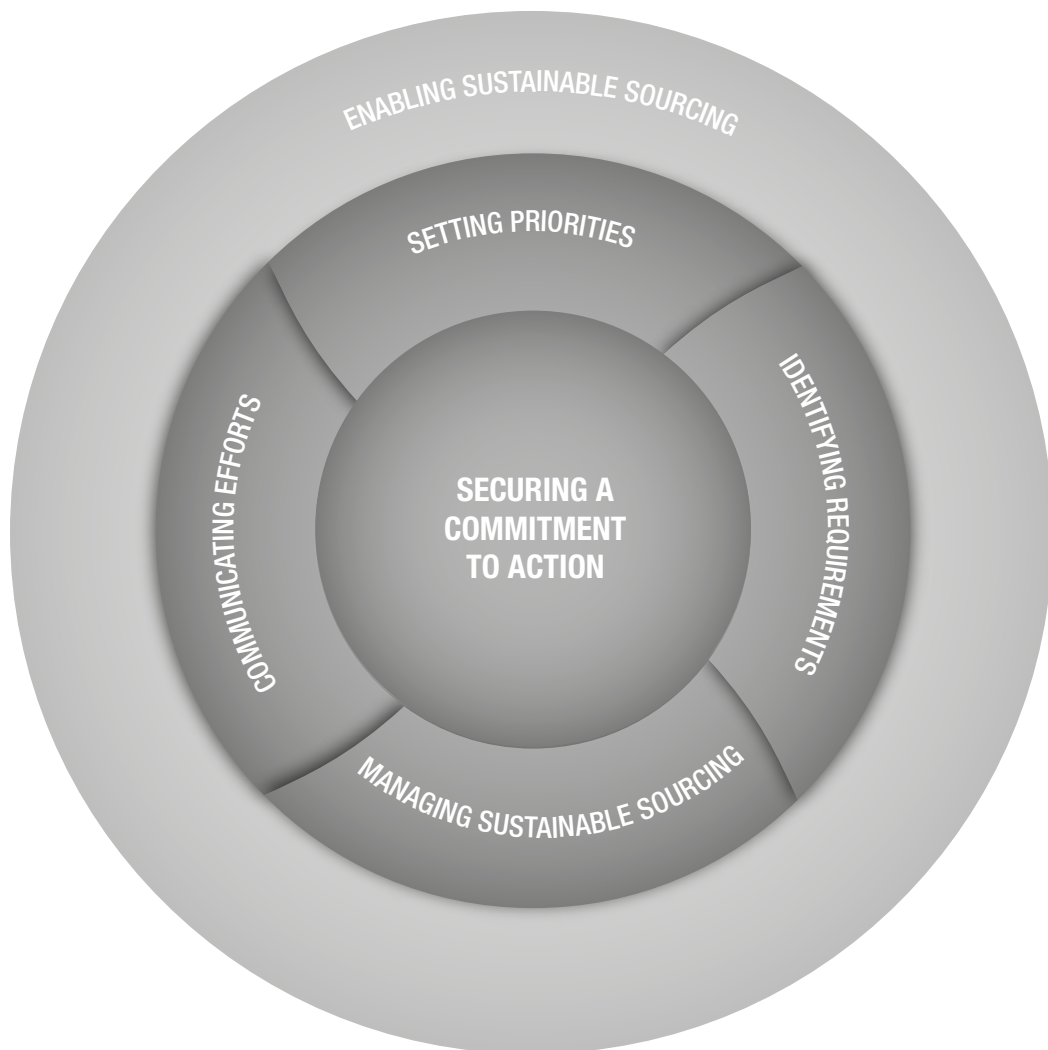 ENABLING SUSTAINABLE SOURCING
SETTING PRIORITIES
IDENTIFYING REQUIREMENTS
MANAGING SUSTAINABLE SOURCING
COMMUNICATING EFFORTS
SECURING A
COMMITMENT
TO ACTION